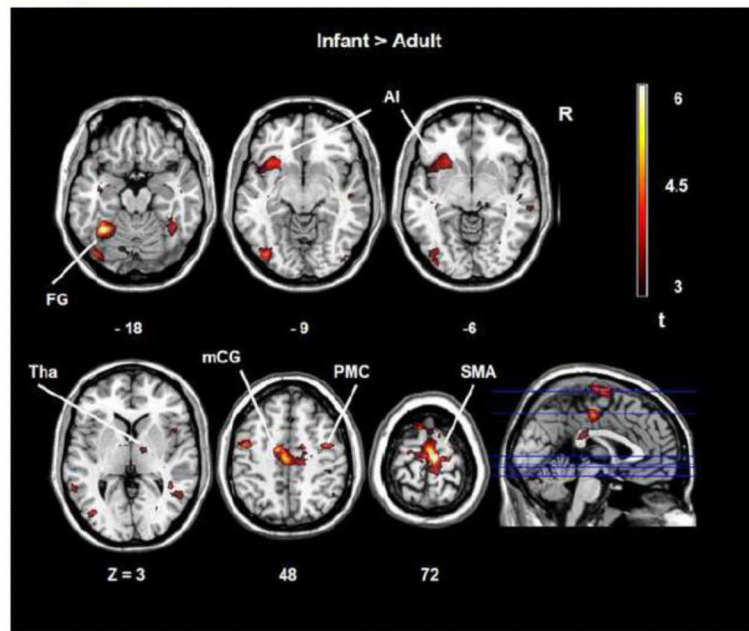 Infant > Adult
AI
R
6
4.5
3
t
FG
- 18
- 9
- 6
Tha
mCG
PMC
SMA
Z = 3
48
72